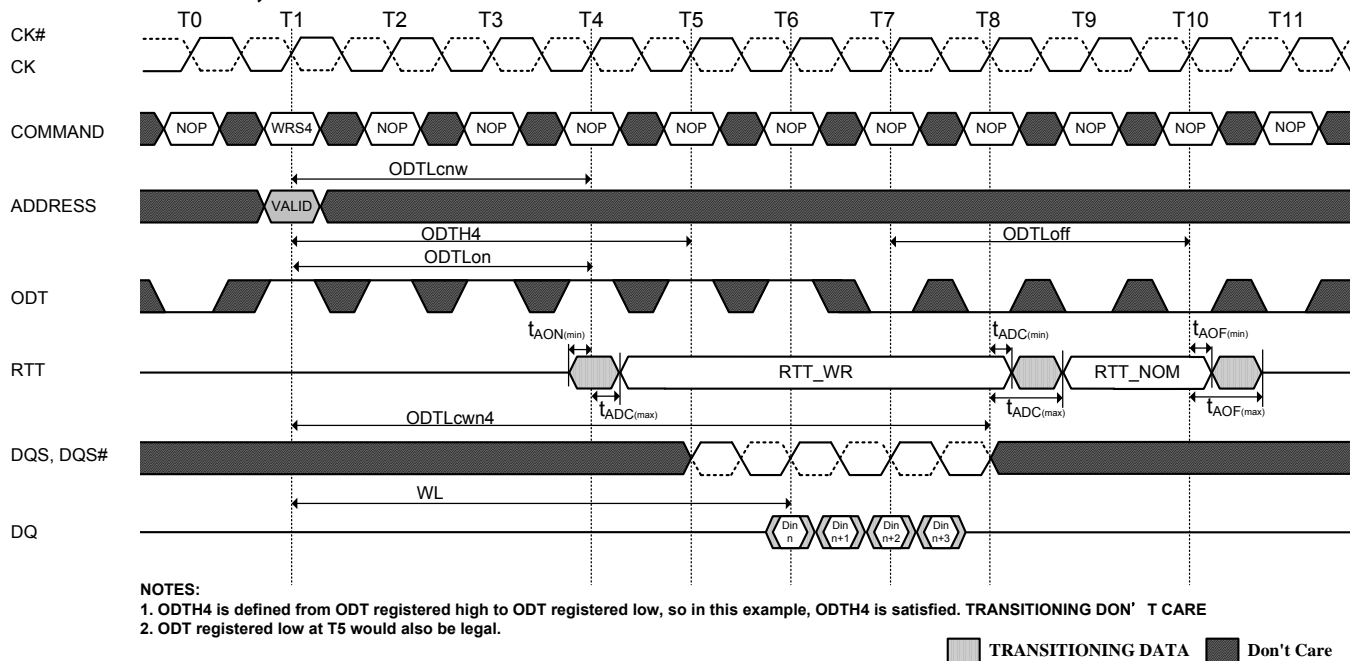 T0 T1 T2 T3 T4 T5 T6 T7 T8 T9 T10 T11
CK#
CK
COMMAND NOP WRS4 NOP NOP NOP NOP NOP NOP NOP NOP NOP NOP
ODTLcnw
ADDRESS VALID
ODTH4 ODTLoff
ODTLon
ODT
tAON(min) tADC(min) tAOF(min)
RTT RTT_WR RTT_NOM
tADC(max) tADC(max) tAOF(max)
ODTLcwn4
DQS, DQS#
WL
DQ Din n Din n+1 Din n+2 Din n+3
NOTES:
1. ODTH4 is defined from ODT registered high to ODT registered low, so in this example, ODTH4 is satisfied. TRANSITIONING DON' T CARE
2. ODT registered low at T5 would also be legal.
TRANSITIONING DATA Don't Care